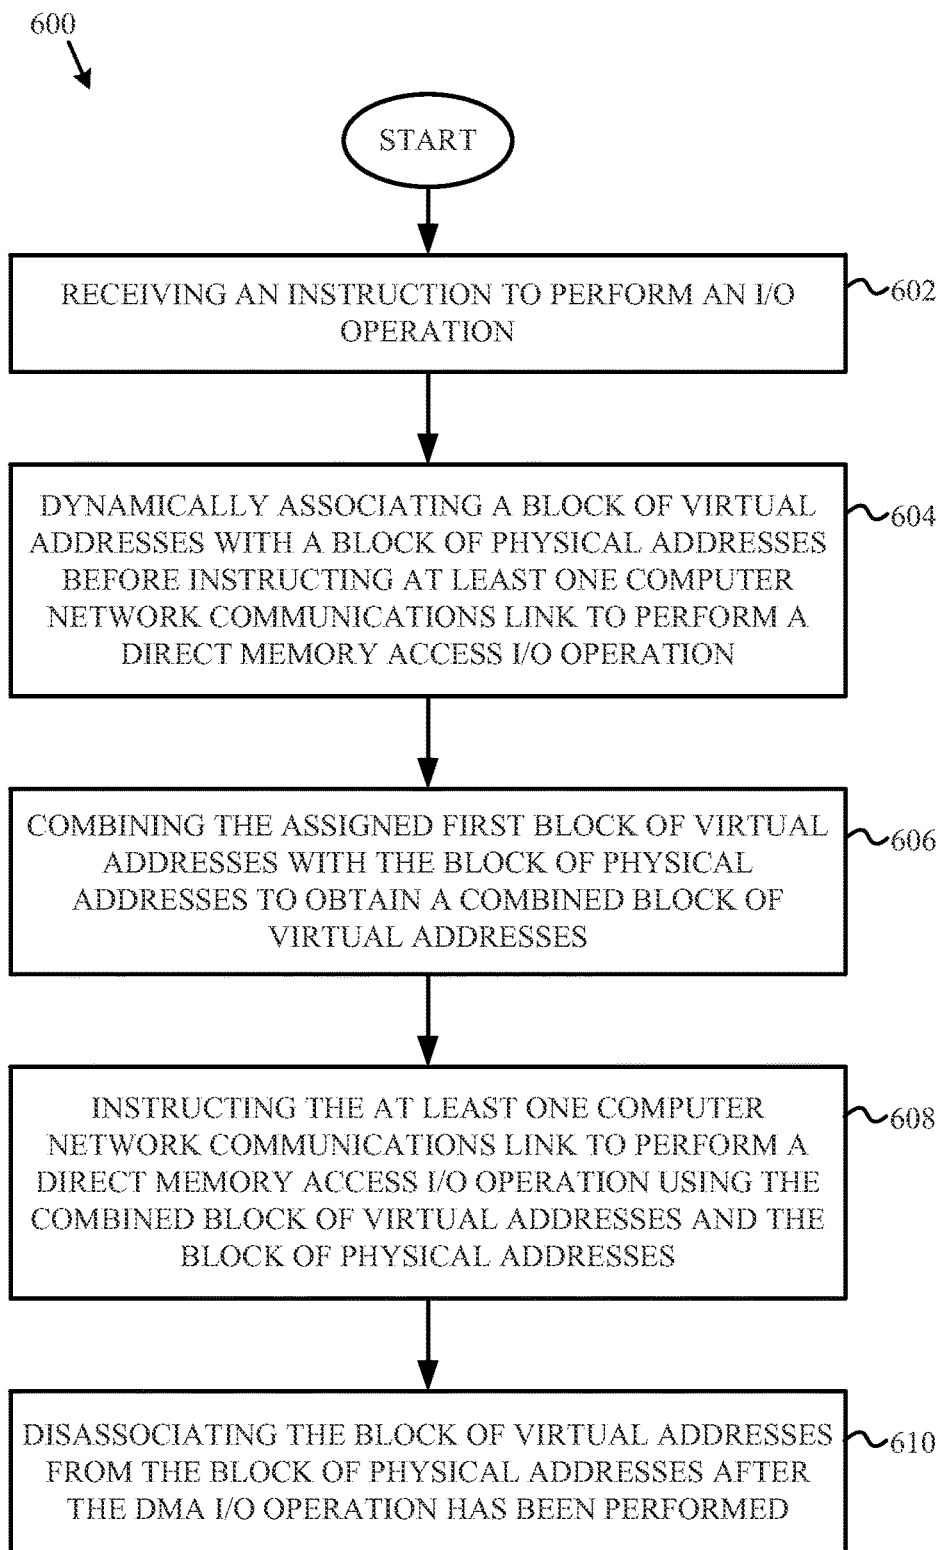 600
START
RECEIVING AN INSTRUCTION TO PERFORM AN I/O
OPERATION
602
DYNAMICALLY ASSOCIATING A BLOCK OF VIRTUAL
ADDRESSES WITH A BLOCK OF PHYSICAL ADDRESSES
BEFORE INSTRUCTING AT LEAST ONE COMPUTER
NETWORK COMMUNICATIONS LINK TO PERFORM A
DIRECT MEMORY ACCESS I/O OPERATION
604
COMBINING THE ASSIGNED FIRST BLOCK OF VIRTUAL
ADDRESSES WITH THE BLOCK OF PHYSICAL
ADDRESSES TO OBTAIN A COMBINED BLOCK OF
VIRTUAL ADDRESSES
606
INSTRUCTING THE AT LEAST ONE COMPUTER
NETWORK COMMUNICATIONS LINK TO PERFORM A
DIRECT MEMORY ACCESS I/O OPERATION USING THE
COMBINED BLOCK OF VIRTUAL ADDRESSES AND THE
BLOCK OF PHYSICAL ADDRESSES
608
DISASSOCIATING THE BLOCK OF VIRTUAL ADDRESSES
FROM THE BLOCK OF PHYSICAL ADDRESSES AFTER
THE DMA I/O OPERATION HAS BEEN PERFORMED
610